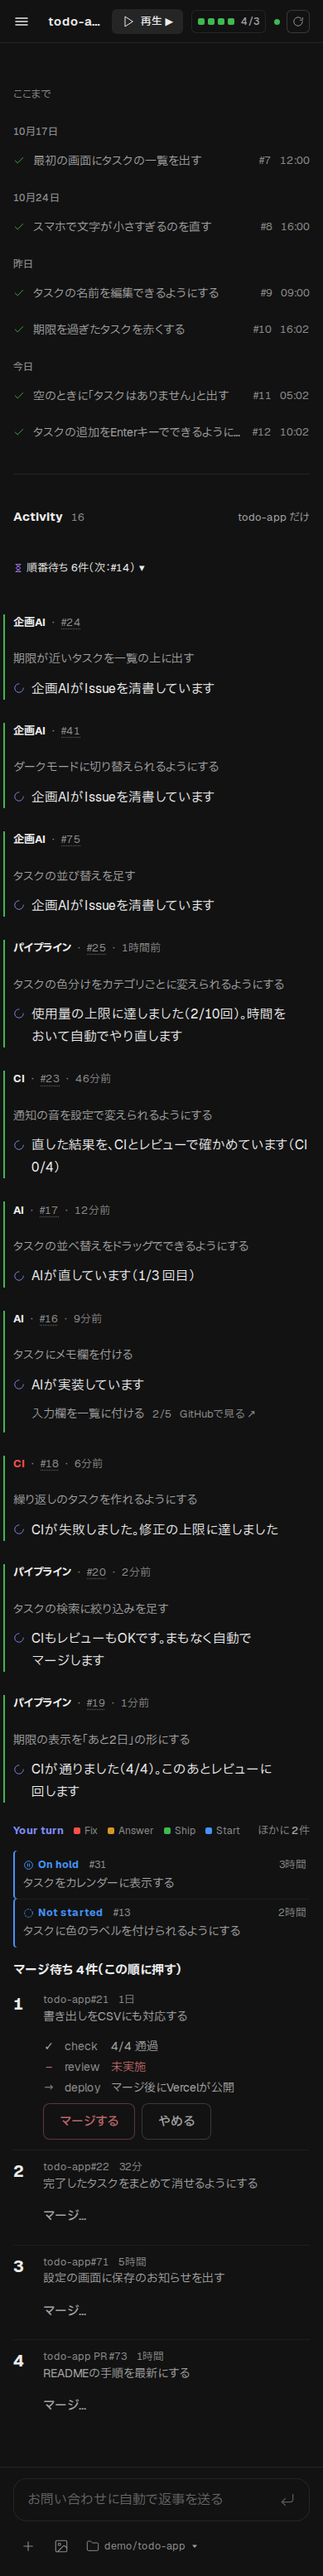 todo-a... 再生 ▶ 4/3
ここまで
10月17日
最初の画面にタスクの一覧を出す #7 12:00
10月24日
スマホで文字が小さすぎるのを直す #8 16:00
昨日
タスクの名前を編集できるようにする #9 09:00
期限を過ぎたタスクを赤くする #10 16:02
今日
空のときに「タスクはありません」と出す #11 05:02
タスクの追加をEnterキーでできるように... #12 10:02
Activity 16 todo-app だけ
順番待ち 6件(次:#14) ▾
企画AI · #24
期限が近いタスクを一覧の上に出す
企画AIがIssueを清書しています
企画AI · #41
ダークモードに切り替えられるようにする
企画AIがIssueを清書しています
企画AI · #75
タスクの並び替えを足す
企画AIがIssueを清書しています
パイプライン · #25 · 1時間前
タスクの色分けをカテゴリごとに変えられるようにする
使用量の上限に達しました(2/10回)。時間を
おいて自動でやり直します
CI · #23 · 46分前
通知の音を設定で変えられるようにする
直した結果を、CIとレビューで確かめています(CI
0/4)
AI · #17 · 12分前
タスクの並べ替えをドラッグでできるようにする
AIが直しています(1/3 回目)
AI · #16 · 9分前
タスクにメモ欄を付ける
AIが実装しています
入力欄を一覧に付ける 2/5 GitHubで見る ↗
CI · #18 · 6分前
繰り返しのタスクを作れるようにする
CIが失敗しました。修正の上限に達しました
パイプライン · #20 · 2分前
タスクの検索に絞り込みを足す
CIもレビューもOKです。まもなく自動で
マージします
パイプライン · #19 · 1分前
期限の表示を「あと2日」の形にする
CIが通りました(4/4)。このあとレビューに
回します
Your turn Fix Answer Ship Start ほかに2件
On hold #31 3時間
タスクをカレンダーに表示する
Not started #13 2時間
タスクに色のラベルを付けられるようにする
マージ待ち 4件(この順に押す)
1 todo-app#21 1日
書き出しをCSVにも対応する
✓ check 4/4 通過
– review 未実施
→ deploy マージ後にVercelが公開
マージする やめる
2 todo-app#22 32分
完了したタスクをまとめて消せるようにする
マージ...
3 todo-app#71 5時間
設定の画面に保存のお知らせを出す
マージ...
4 todo-app PR#73 1時間
READMEの手順を最新にする
マージ...
お問い合わせに自動で返事を送る
demo/todo-app